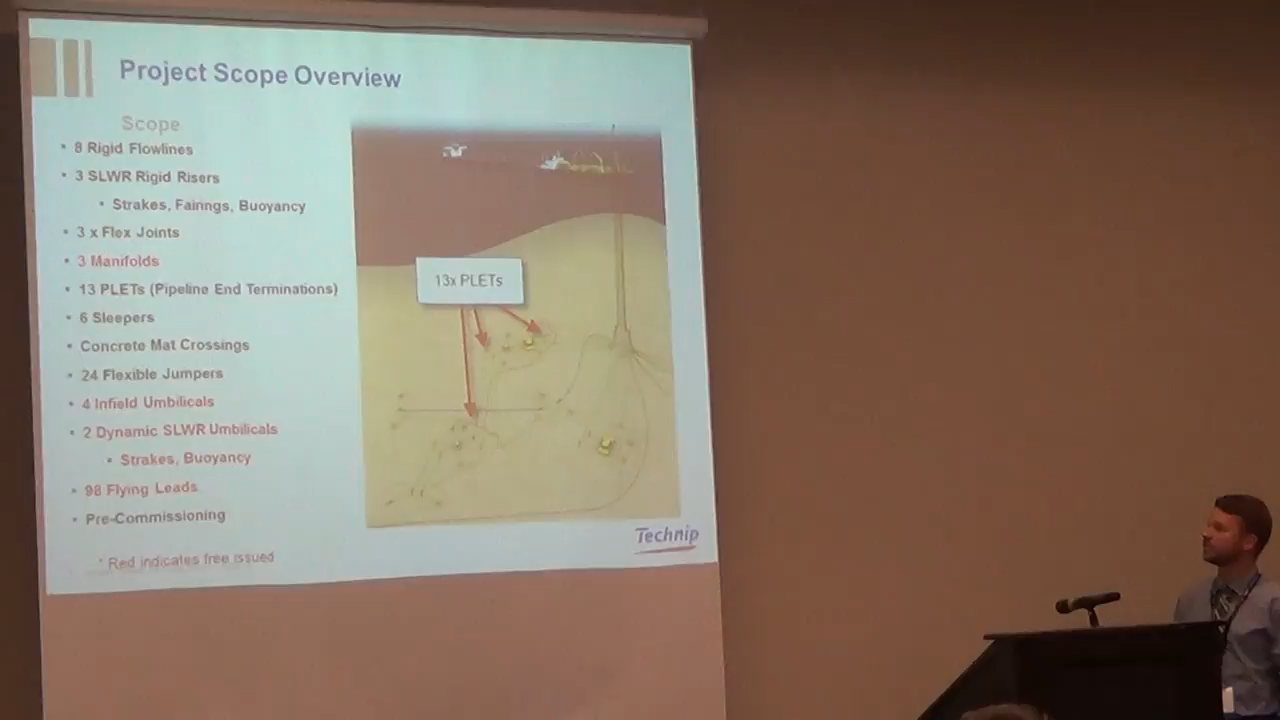 Project Scope Overview
Scope
• 8 Rigid Flowlines
• 3 SLWR Rigid Risers
• Strakes, Fairings, Buoyancy
• 3 x Flex Joints
• 3 Manifolds
• 13 PLETs (Pipeline End Terminations)
• 6 Sleepers
• Concrete Mat Crossings
• 24 Flexible Jumpers
• 4 Infield Umbilicals
• 2 Dynamic SLWR Umbilicals
• Strakes, Buoyancy
• 98 Flying Leads
• Pre-Commissioning
* Red indicates free issued
13x PLETs
Technip